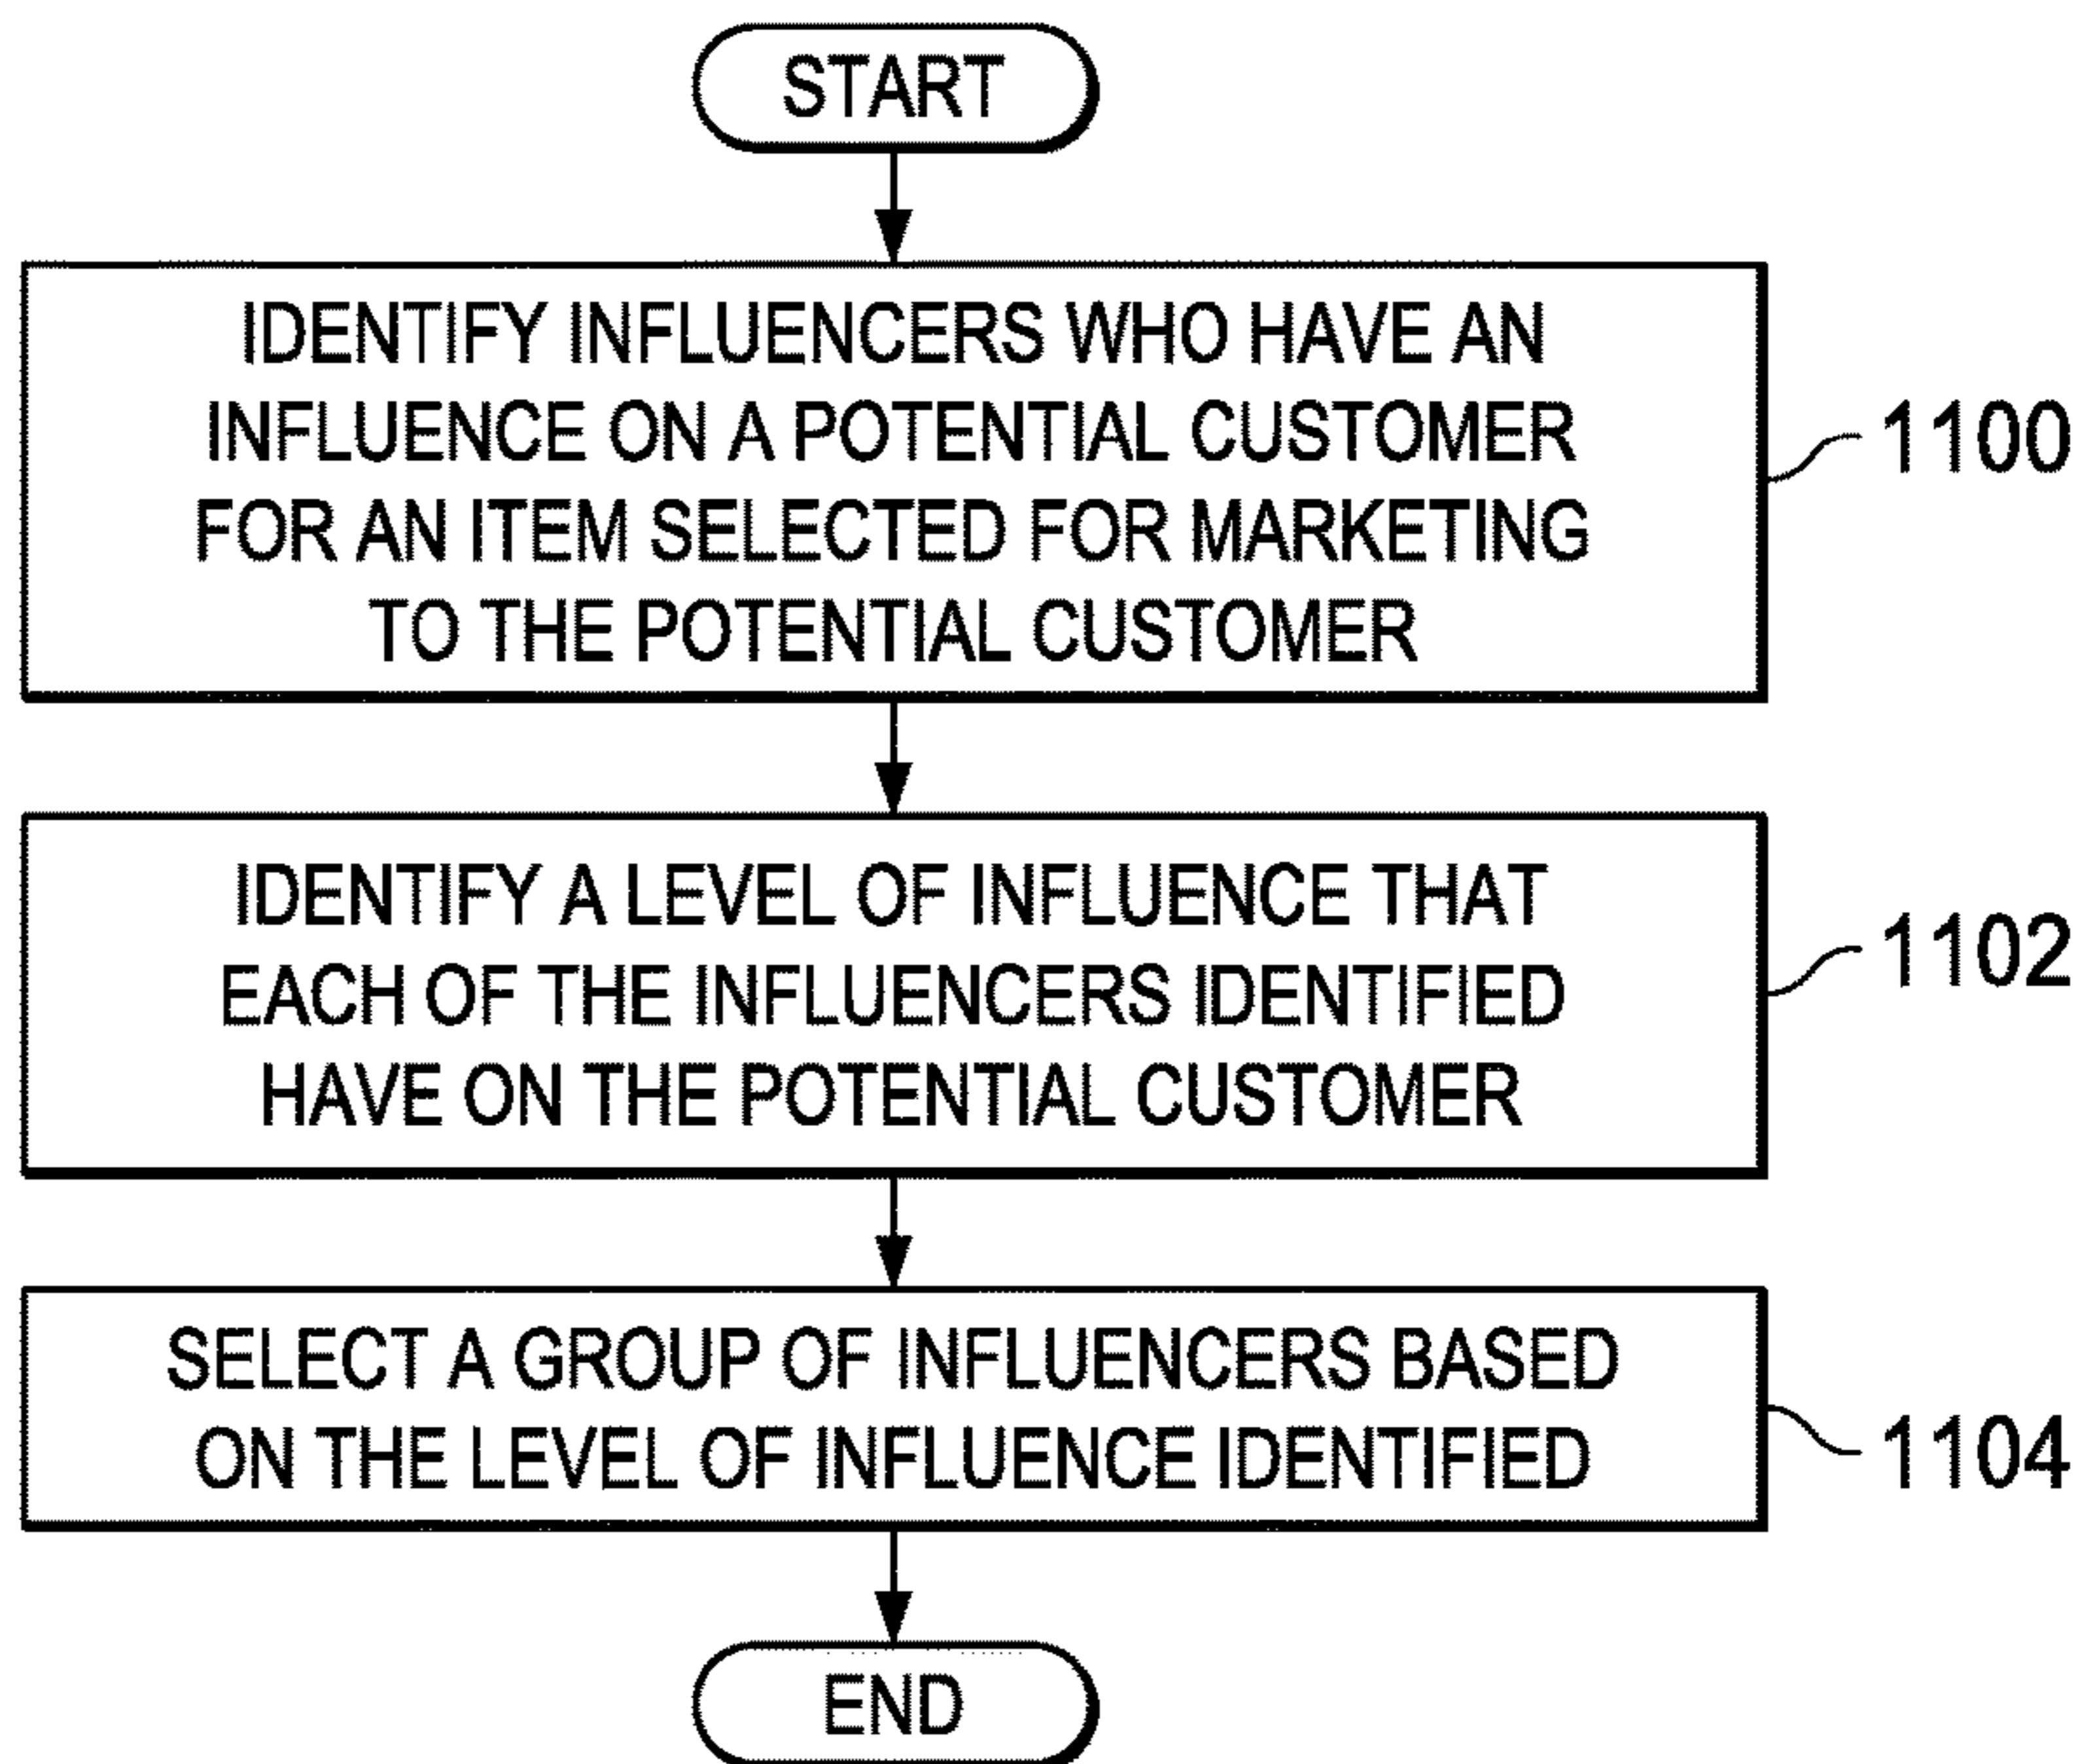 START
IDENTIFY INFLUENCERS WHO HAVE AN
INFLUENCE ON A POTENTIAL CUSTOMER
FOR AN ITEM SELECTED FOR MARKETING
TO THE POTENTIAL CUSTOMER
1100
IDENTIFY A LEVEL OF INFLUENCE THAT
EACH OF THE INFLUENCERS IDENTIFIED
HAVE ON THE POTENTIAL CUSTOMER
1102
SELECT A GROUP OF INFLUENCERS BASED
ON THE LEVEL OF INFLUENCE IDENTIFIED
1104
END